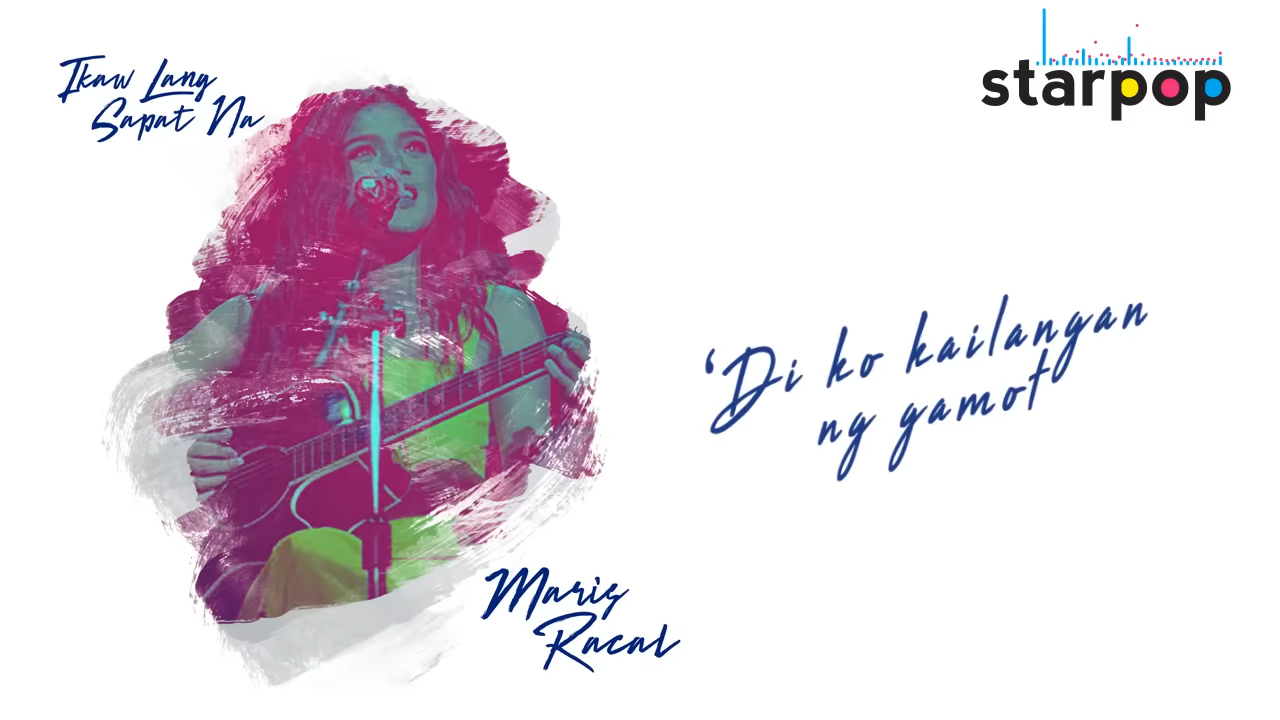 Ikaw Lang
Sapat Na
starpop
‘Di ko kailangan
ng gamot
Maris
Racal